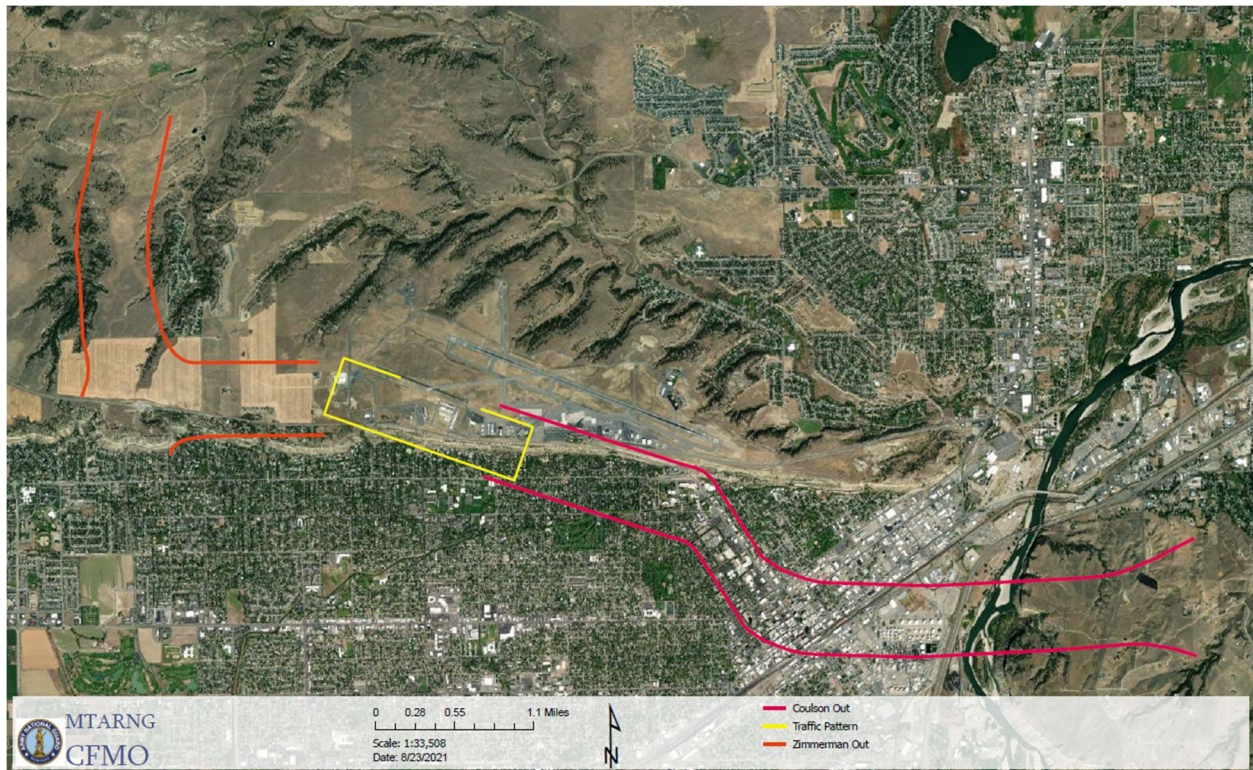 MTARNG
CFMO
0 0.28 0.55 1.1 Miles
Scale: 1:33,508
Date: 8/23/2021
N
Coulson Out
Traffic Pattern
Zimmerman Out